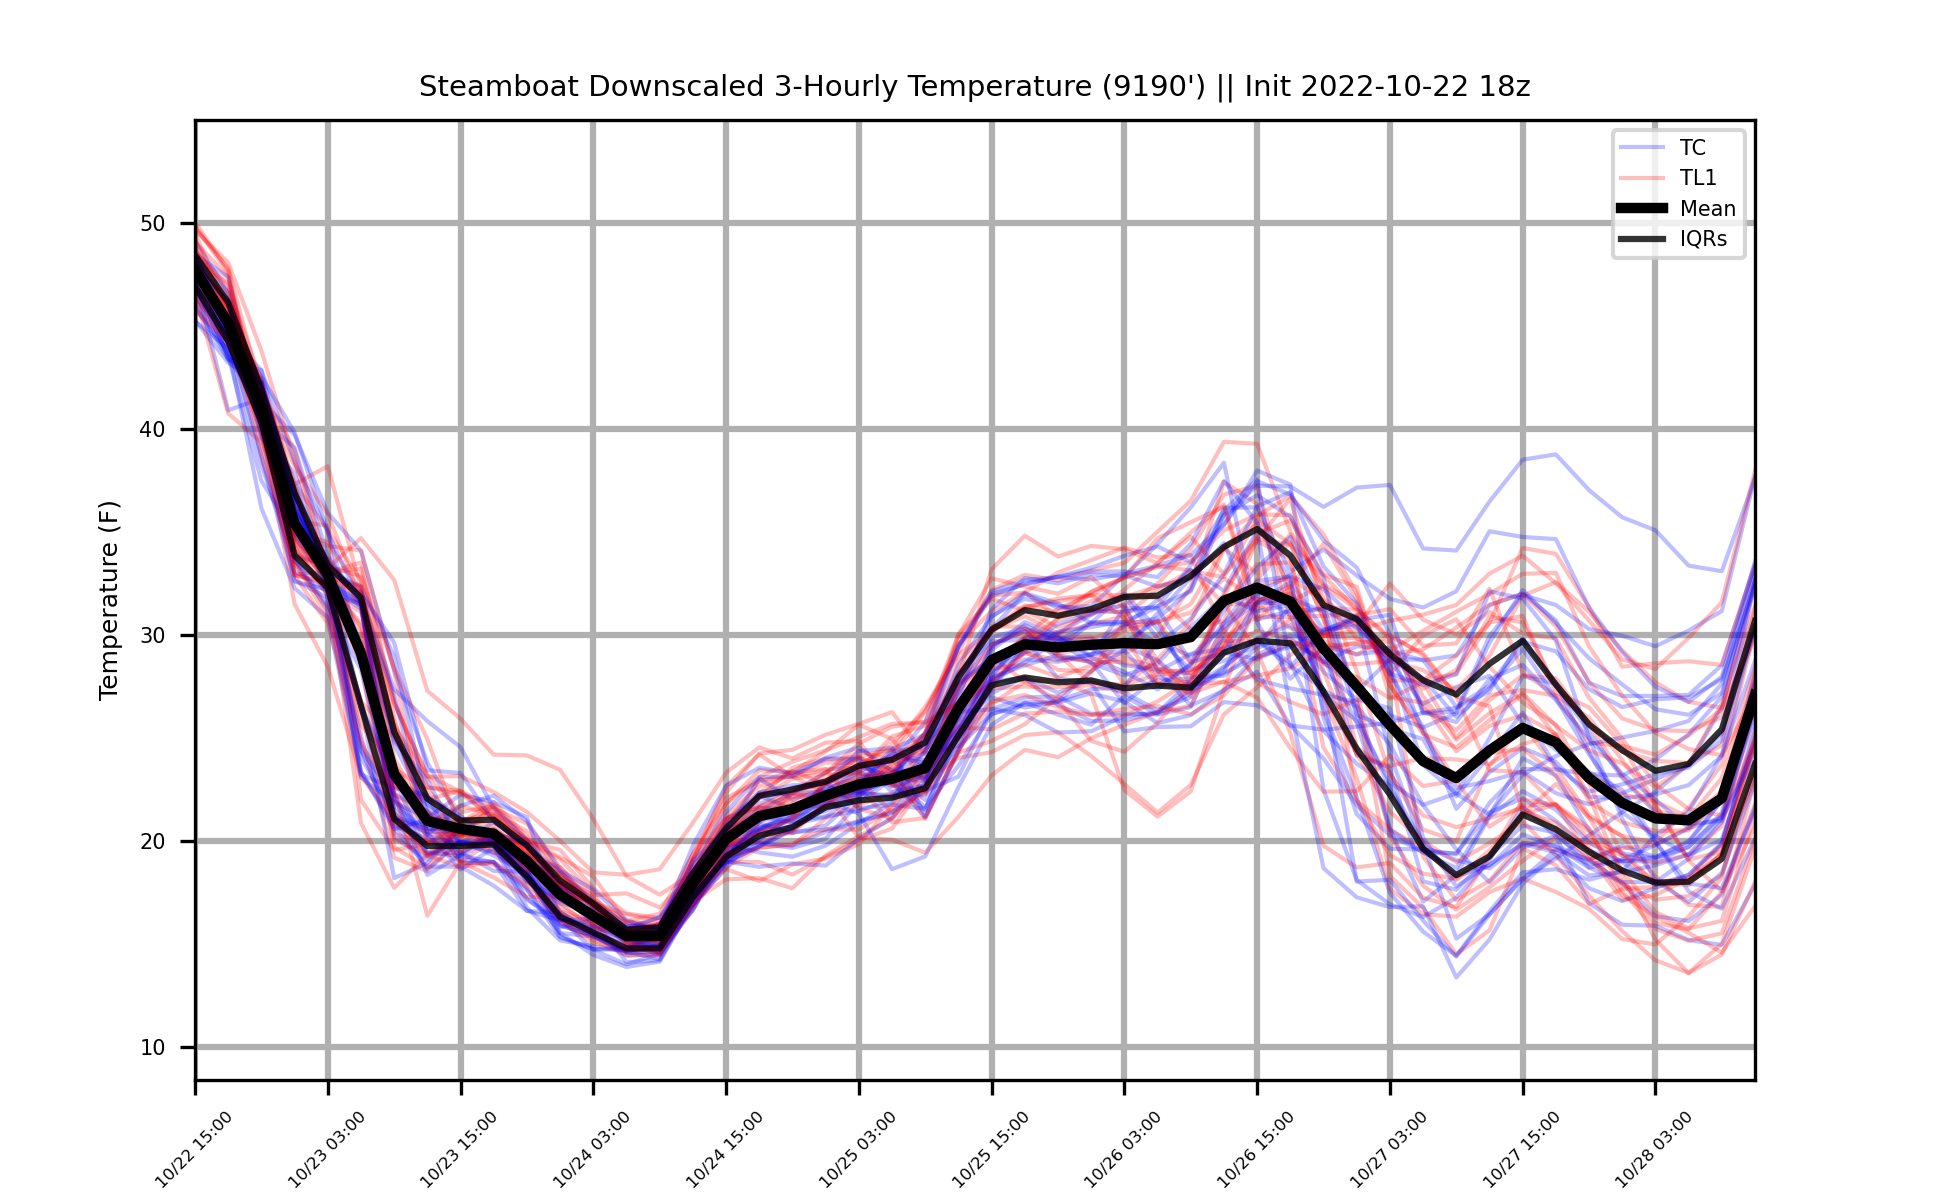 Steamboat Downscaled 3-Hourly Temperature (9190') || Init 2022-10-22 18z
TC
TL1
Mean
IQRs
Temperature (F)
50
40
30
20
10
10/22 15:00
10/23 03:00
10/23 15:00
10/24 03:00
10/24 15:00
10/25 03:00
10/25 15:00
10/26 03:00
10/26 15:00
10/27 03:00
10/27 15:00
10/28 03:00